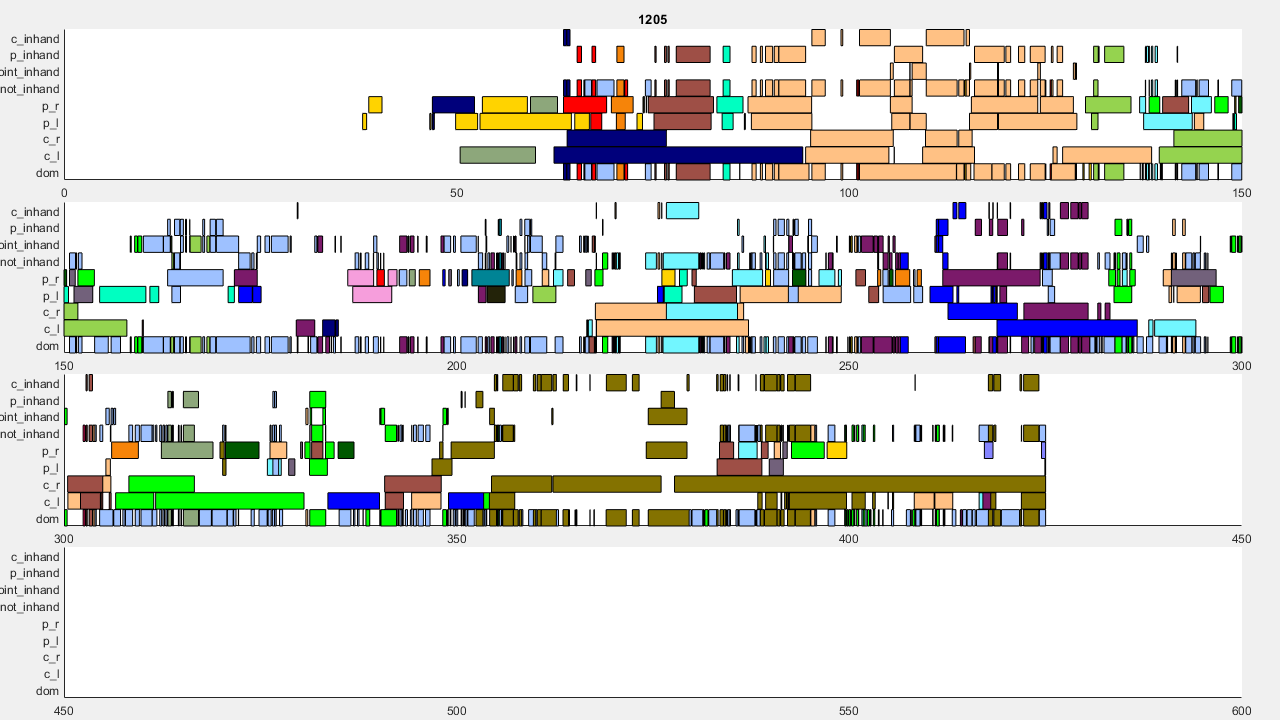 1205
c_inhand
p_inhand
oint_inhand
not_inhand
p_r
p_l
c_r
c_l
dom
0 50 100 150
c_inhand
p_inhand
oint_inhand
not_inhand
p_r
p_l
c_r
c_l
dom
150 200 250 300
c_inhand
p_inhand
oint_inhand
not_inhand
p_r
p_l
c_r
c_l
dom
300 350 400 450
c_inhand
p_inhand
oint_inhand
not_inhand
p_r
p_l
c_r
c_l
dom
450 500 550 600